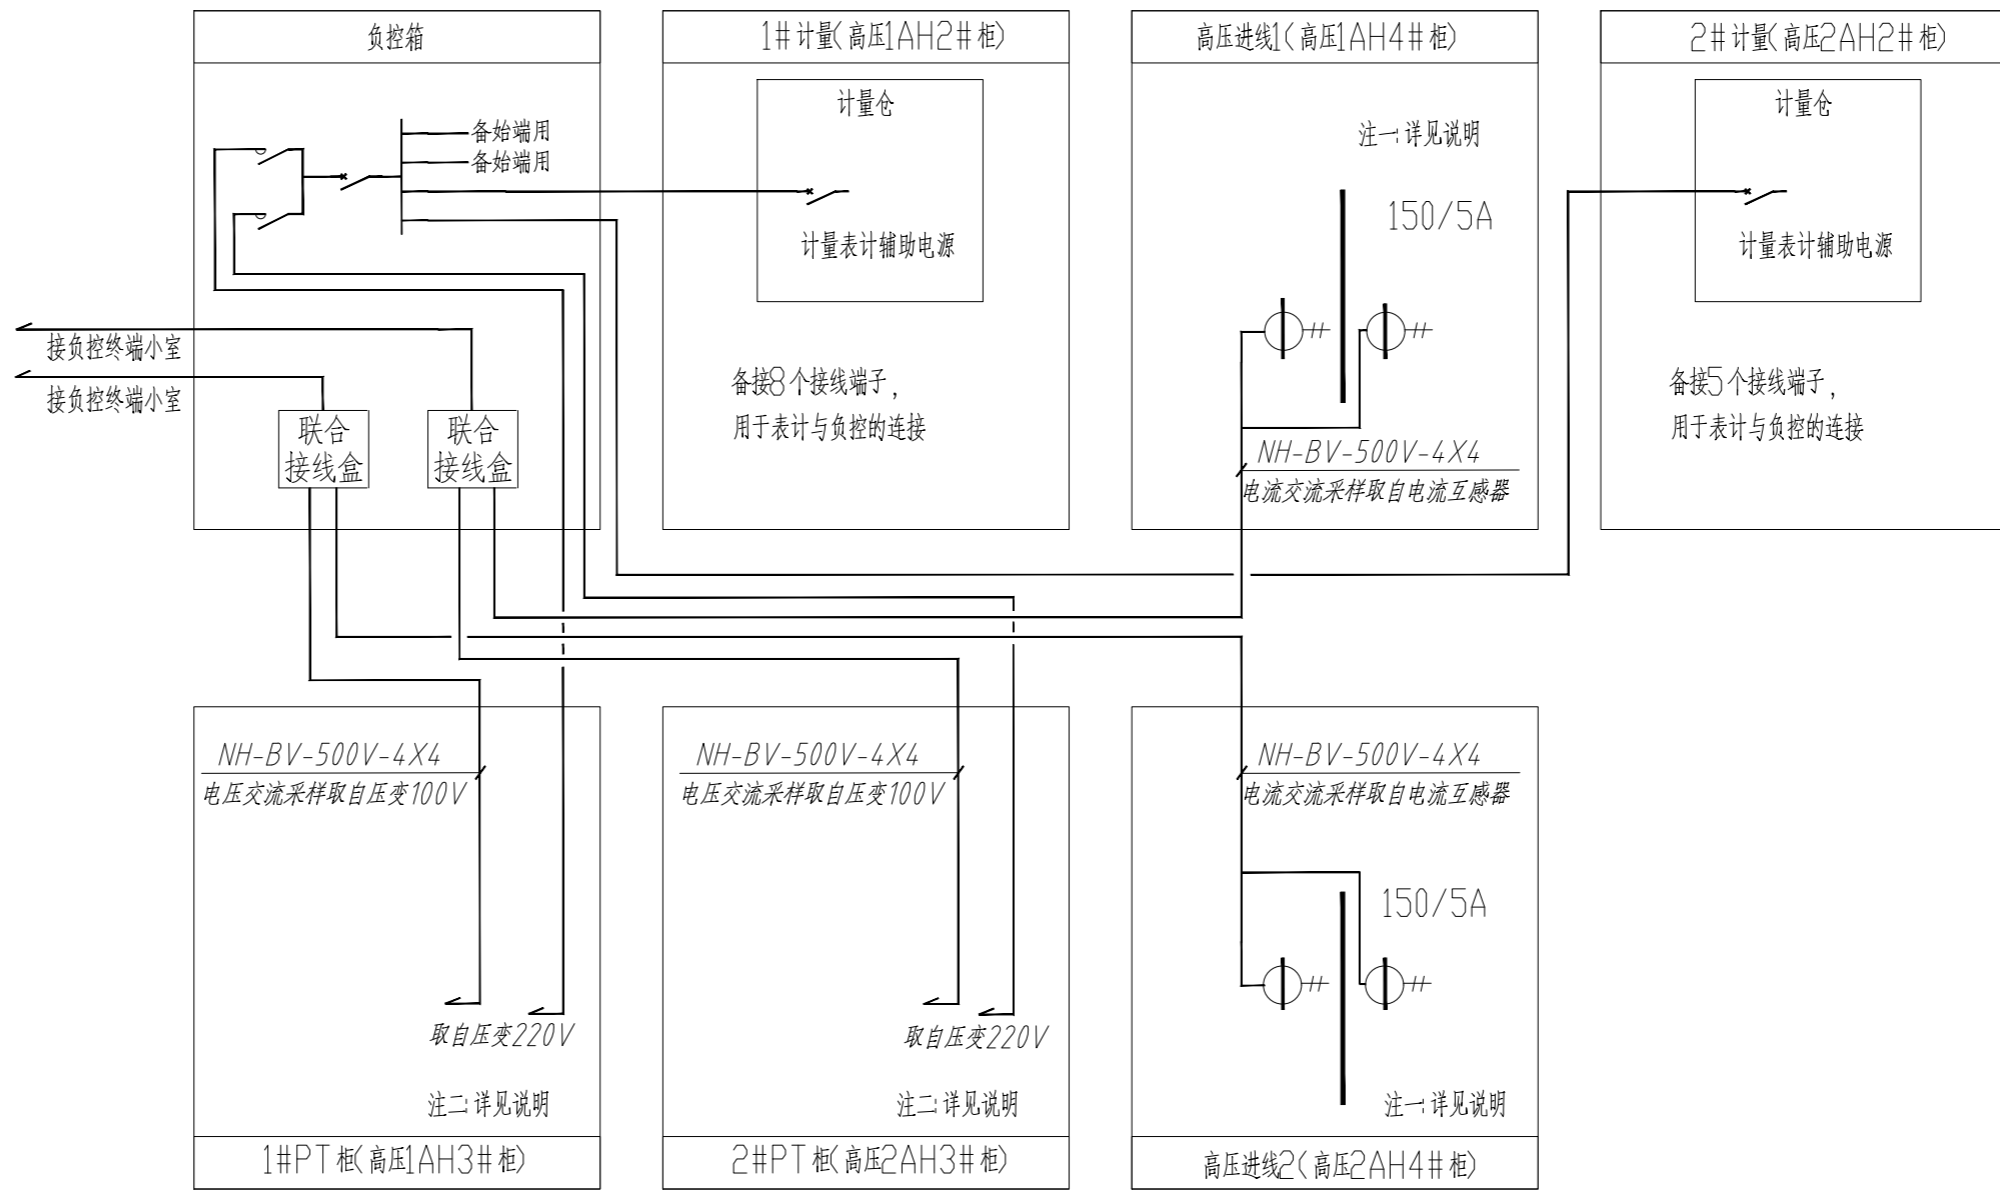 负控箱
备始端用
备始端用
接负控终端小室
接负控终端小室
联合
接线盒
联合
接线盒
1#计量(高压1AH2#柜)
计量仓
计量表计辅助电源
备接8个接线端子,
用于表计与负控的连接
高压进线1(高压1AH4#柜)
注一:详见说明
150/5A
NH-BV-500V-4X4
电流交流采样取自电流互感器
2#计量(高压2AH2#柜)
计量仓
计量表计辅助电源
备接5个接线端子,
用于表计与负控的连接
NH-BV-500V-4X4
电压交流采样取自压变100V
取自压变220V
注二:详见说明
1#PT柜(高压1AH3#柜)
NH-BV-500V-4X4
电压交流采样取自压变100V
取自压变220V
注二:详见说明
2#PT柜(高压2AH3#柜)
NH-BV-500V-4X4
电流交流采样取自电流互感器
150/5A
注一:详见说明
高压进线2(高压2AH4#柜)